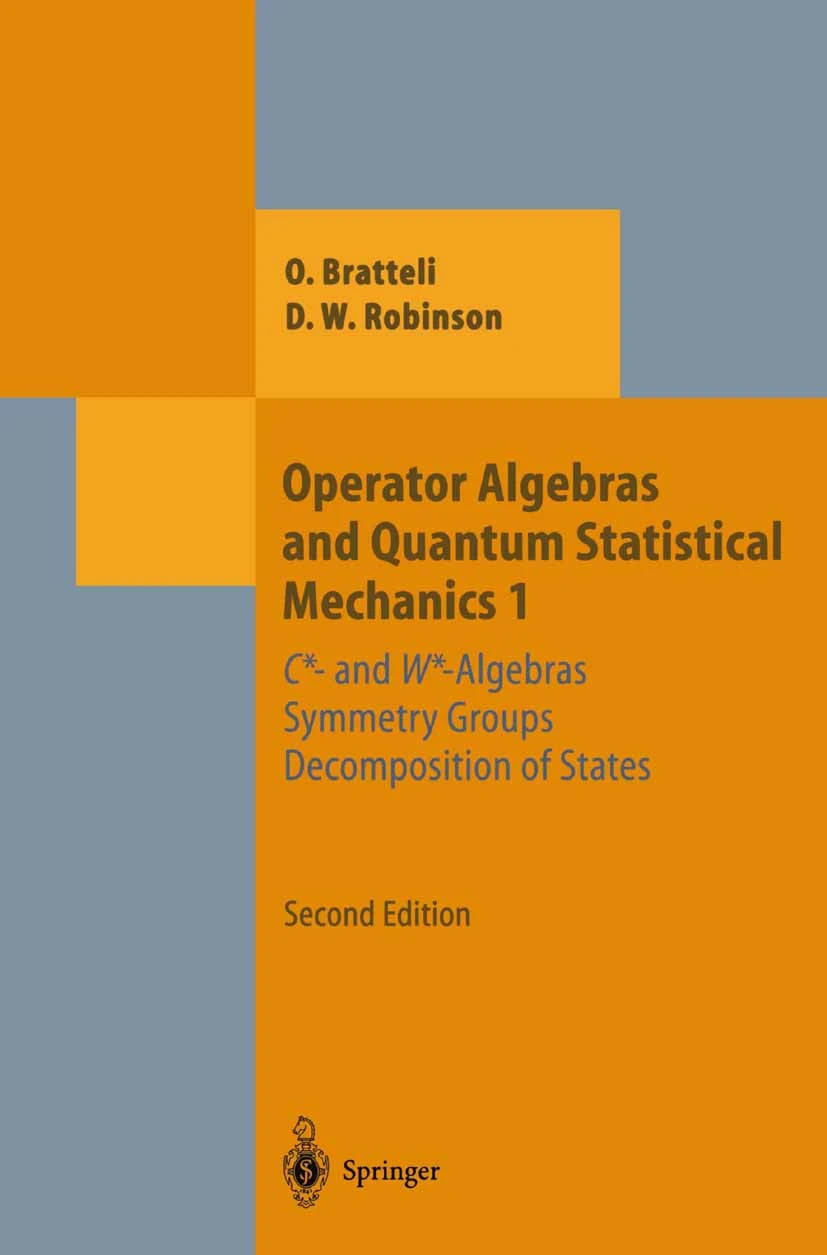 O. Bratteli
D. W. Robinson
Operator Algebras
and Quantum Statistical
Mechanics 1
C*- and W*-Algebras
Symmetry Groups
Decomposition of States
Second Edition
Springer